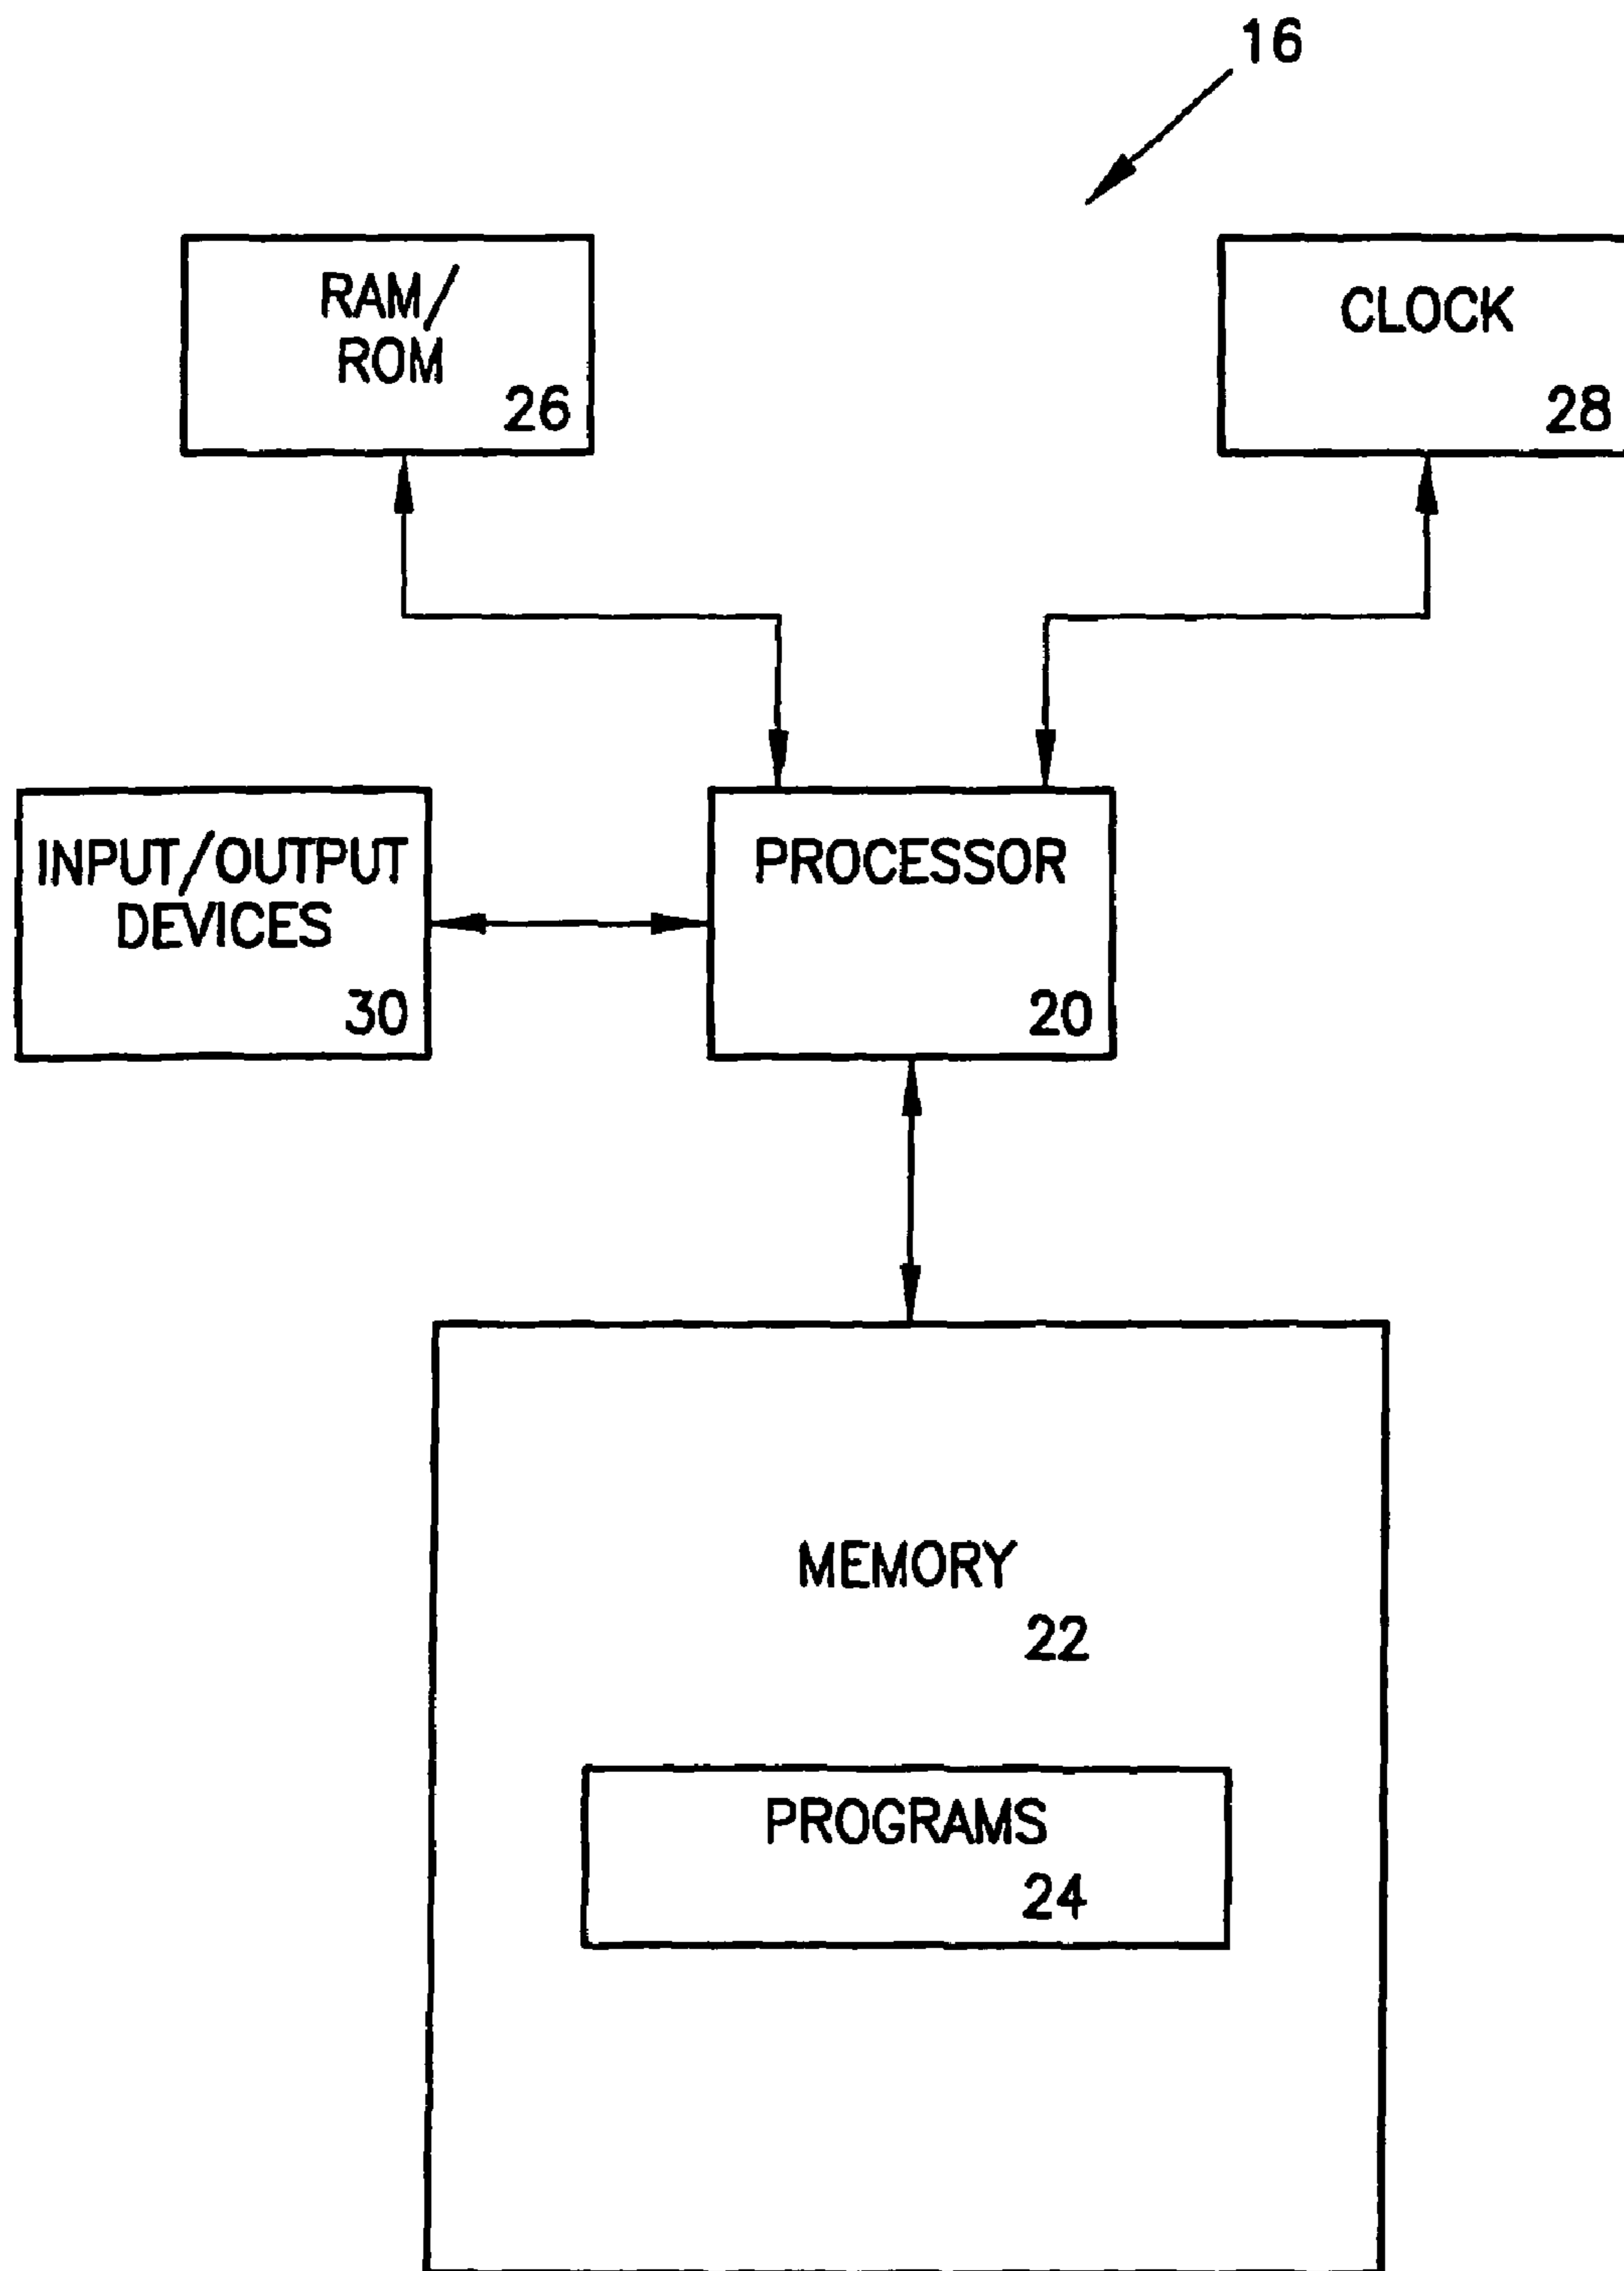 16
RAM/
ROM
26
CLOCK
28
INPUT/OUTPUT
DEVICES
30
PROCESSOR
20
MEMORY
22
PROGRAMS
24